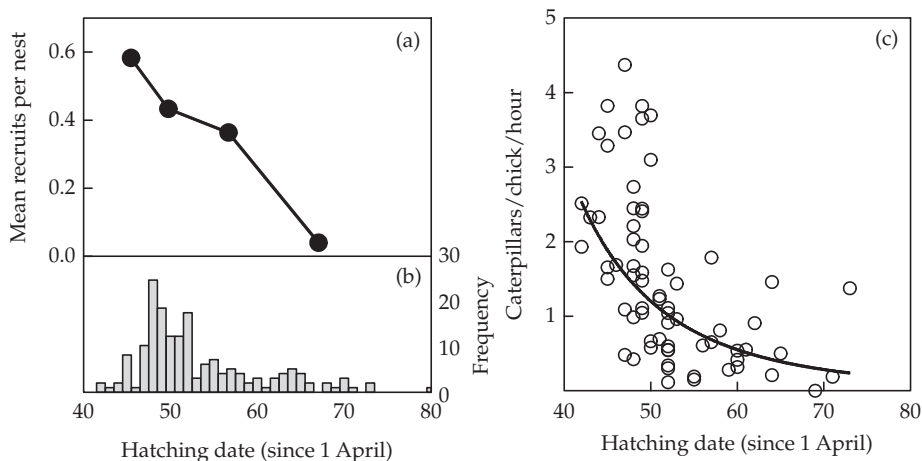 (a)
Mean recruits per nest
0.6
0.4
0.2
0.0
(b)
Frequency
30
20
10
0
40 50 60 70 80
Hatching date (since 1 April)
(c)
Caterpillars/chick/hour
5
4
3
2
1
40 50 60 70 80
Hatching date (since 1 April)